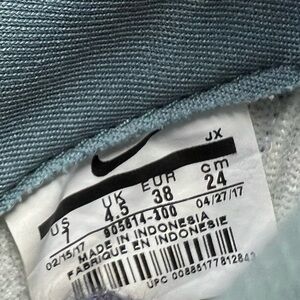 JX
US UK EUR cm
7 4.5 38 24
02/15/17 905614-300 04/27/17
MADE IN INDONESIA
FABRIQUE EN INDONESIE
UPC 00885177812843